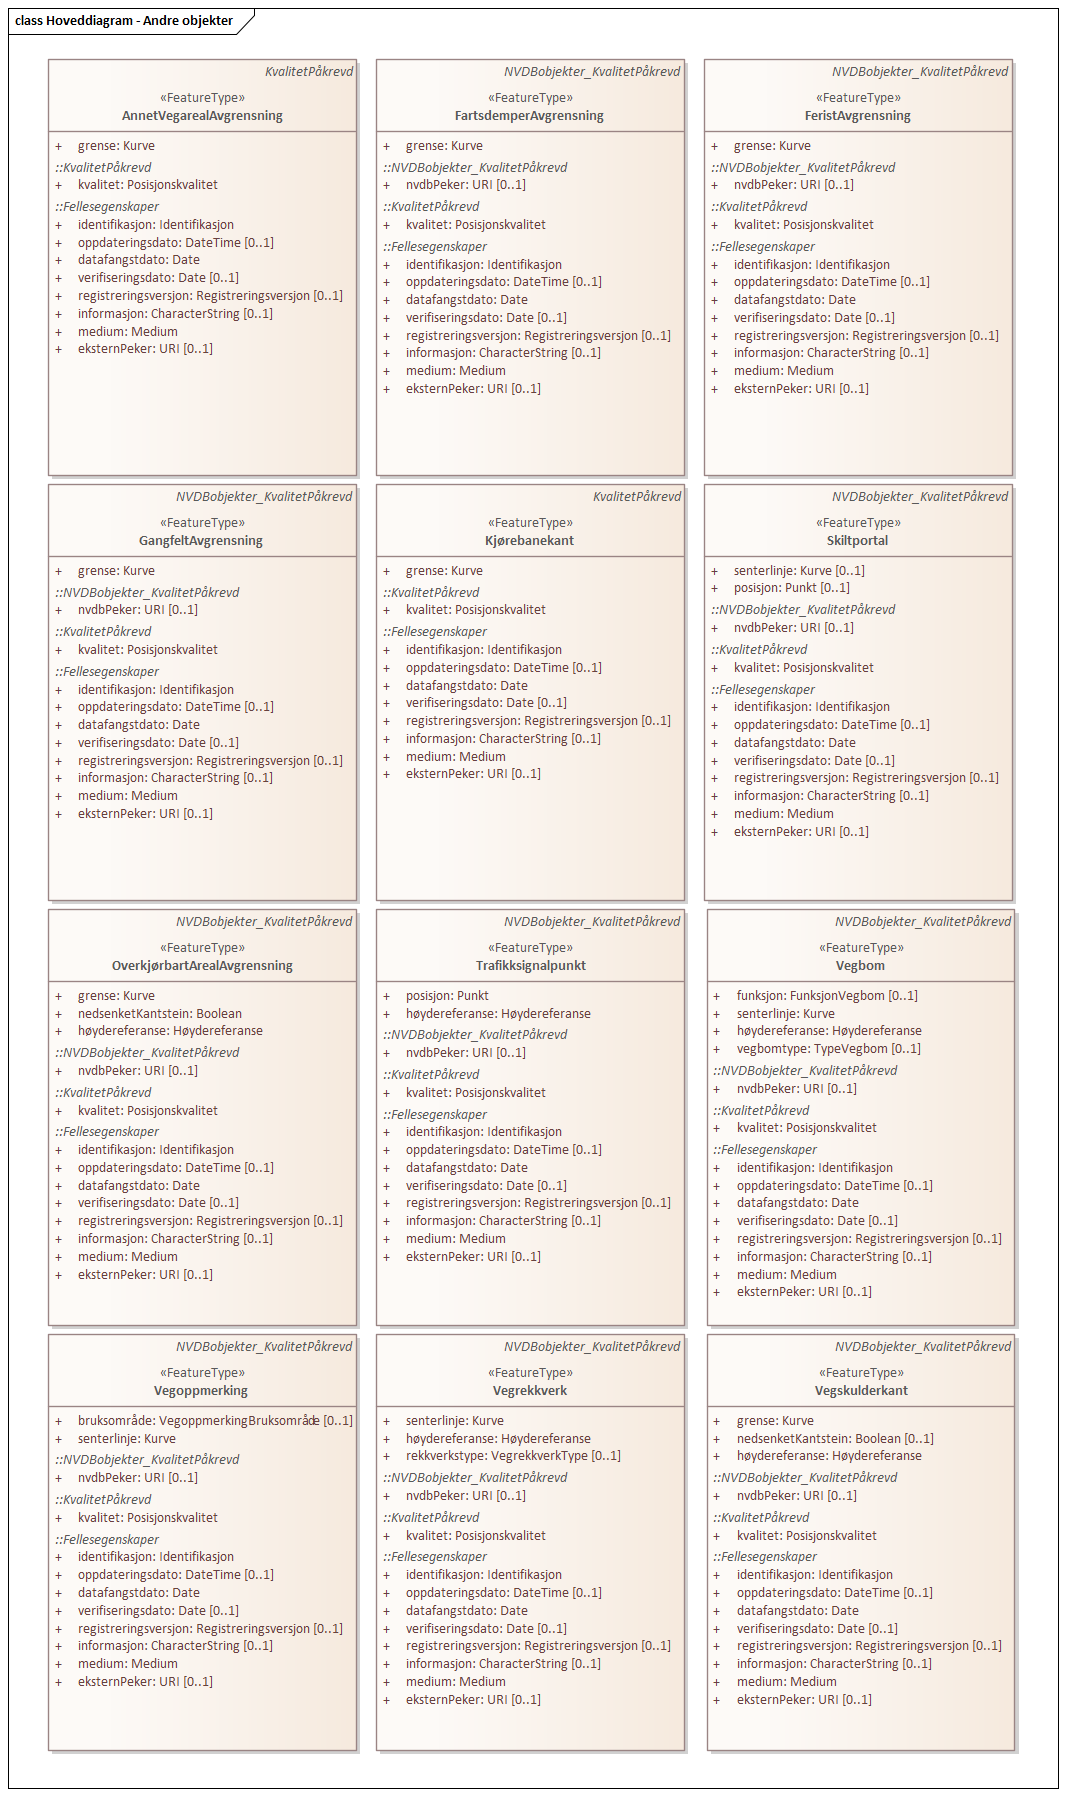 class Hoveddiagram - Andre objekter
KvalitetPåkrevd
«FeatureType»
AnnetVegarealAvgrensning
+ grense: Kurve
::KvalitetPåkrevd
+ kvalitet: Posisjonskvalitet
::Fellesegenskaper
+ identifikasjon: Identifikasjon
+ oppdateringsdato: DateTime [0..1]
+ datafangstdato: Date
+ verifiseringsdato: Date [0..1]
+ registreringsversjon: Registreringsversjon [0..1]
+ informasjon: CharacterString [0..1]
+ medium: Medium
+ eksternPeker: URI [0..1]
NVDBobjekter_KvalitetPåkrevd
«FeatureType»
FartsdemperAvgrensning
+ grense: Kurve
::NVDBobjekter_KvalitetPåkrevd
+ nvdbPeker: URI [0..1]
::KvalitetPåkrevd
+ kvalitet: Posisjonskvalitet
::Fellesegenskaper
+ identifikasjon: Identifikasjon
+ oppdateringsdato: DateTime [0..1]
+ datafangstdato: Date
+ verifiseringsdato: Date [0..1]
+ registreringsversjon: Registreringsversjon [0..1]
+ informasjon: CharacterString [0..1]
+ medium: Medium
+ eksternPeker: URI [0..1]
NVDBobjekter_KvalitetPåkrevd
«FeatureType»
FeristAvgrensning
+ grense: Kurve
::NVDBobjekter_KvalitetPåkrevd
+ nvdbPeker: URI [0..1]
::KvalitetPåkrevd
+ kvalitet: Posisjonskvalitet
::Fellesegenskaper
+ identifikasjon: Identifikasjon
+ oppdateringsdato: DateTime [0..1]
+ datafangstdato: Date
+ verifiseringsdato: Date [0..1]
+ registreringsversjon: Registreringsversjon [0..1]
+ informasjon: CharacterString [0..1]
+ medium: Medium
+ eksternPeker: URI [0..1]
NVDBobjekter_KvalitetPåkrevd
«FeatureType»
GangfeltAvgrensning
+ grense: Kurve
::NVDBobjekter_KvalitetPåkrevd
+ nvdbPeker: URI [0..1]
::KvalitetPåkrevd
+ kvalitet: Posisjonskvalitet
::Fellesegenskaper
+ identifikasjon: Identifikasjon
+ oppdateringsdato: DateTime [0..1]
+ datafangstdato: Date
+ verifiseringsdato: Date [0..1]
+ registreringsversjon: Registreringsversjon [0..1]
+ informasjon: CharacterString [0..1]
+ medium: Medium
+ eksternPeker: URI [0..1]
KvalitetPåkrevd
«FeatureType»
Kjørebanekant
+ grense: Kurve
::KvalitetPåkrevd
+ kvalitet: Posisjonskvalitet
::Fellesegenskaper
+ identifikasjon: Identifikasjon
+ oppdateringsdato: DateTime [0..1]
+ datafangstdato: Date
+ verifiseringsdato: Date [0..1]
+ registreringsversjon: Registreringsversjon [0..1]
+ informasjon: CharacterString [0..1]
+ medium: Medium
+ eksternPeker: URI [0..1]
NVDBobjekter_KvalitetPåkrevd
«FeatureType»
Skiltportal
+ senterlinje: Kurve [0..1]
+ posisjon: Punkt [0..1]
::NVDBobjekter_KvalitetPåkrevd
+ nvdbPeker: URI [0..1]
::KvalitetPåkrevd
+ kvalitet: Posisjonskvalitet
::Fellesegenskaper
+ identifikasjon: Identifikasjon
+ oppdateringsdato: DateTime [0..1]
+ datafangstdato: Date
+ verifiseringsdato: Date [0..1]
+ registreringsversjon: Registreringsversjon [0..1]
+ informasjon: CharacterString [0..1]
+ medium: Medium
+ eksternPeker: URI [0..1]
NVDBobjekter_KvalitetPåkrevd
«FeatureType»
OverkjørbartArealAvgrensning
+ grense: Kurve
+ nedsenketKantstein: Boolean
+ høydereferanse: Høydereferanse
::NVDBobjekter_KvalitetPåkrevd
+ nvdbPeker: URI [0..1]
::KvalitetPåkrevd
+ kvalitet: Posisjonskvalitet
::Fellesegenskaper
+ identifikasjon: Identifikasjon
+ oppdateringsdato: DateTime [0..1]
+ datafangstdato: Date
+ verifiseringsdato: Date [0..1]
+ registreringsversjon: Registreringsversjon [0..1]
+ informasjon: CharacterString [0..1]
+ medium: Medium
+ eksternPeker: URI [0..1]
NVDBobjekter_KvalitetPåkrevd
«FeatureType»
Trafikksignalpunkt
+ posisjon: Punkt
+ høydereferanse: Høydereferanse
::NVDBobjekter_KvalitetPåkrevd
+ nvdbPeker: URI [0..1]
::KvalitetPåkrevd
+ kvalitet: Posisjonskvalitet
::Fellesegenskaper
+ identifikasjon: Identifikasjon
+ oppdateringsdato: DateTime [0..1]
+ datafangstdato: Date
+ verifiseringsdato: Date [0..1]
+ registreringsversjon: Registreringsversjon [0..1]
+ informasjon: CharacterString [0..1]
+ medium: Medium
+ eksternPeker: URI [0..1]
NVDBobjekter_KvalitetPåkrevd
«FeatureType»
Vegbom
+ funksjon: FunksjonVegbom [0..1]
+ senterlinje: Kurve
+ høydereferanse: Høydereferanse
+ vegbomtype: TypeVegbom [0..1]
::NVDBobjekter_KvalitetPåkrevd
+ nvdbPeker: URI [0..1]
::KvalitetPåkrevd
+ kvalitet: Posisjonskvalitet
::Fellesegenskaper
+ identifikasjon: Identifikasjon
+ oppdateringsdato: DateTime [0..1]
+ datafangstdato: Date
+ verifiseringsdato: Date [0..1]
+ registreringsversjon: Registreringsversjon [0..1]
+ informasjon: CharacterString [0..1]
+ medium: Medium
+ eksternPeker: URI [0..1]
NVDBobjekter_KvalitetPåkrevd
«FeatureType»
Vegoppmerking
+ bruksområde: VegoppmerkingBruksområde [0..1]
+ senterlinje: Kurve
::NVDBobjekter_KvalitetPåkrevd
+ nvdbPeker: URI [0..1]
::KvalitetPåkrevd
+ kvalitet: Posisjonskvalitet
::Fellesegenskaper
+ identifikasjon: Identifikasjon
+ oppdateringsdato: DateTime [0..1]
+ datafangstdato: Date
+ verifiseringsdato: Date [0..1]
+ registreringsversjon: Registreringsversjon [0..1]
+ informasjon: CharacterString [0..1]
+ medium: Medium
+ eksternPeker: URI [0..1]
NVDBobjekter_KvalitetPåkrevd
«FeatureType»
Vegrekkverk
+ senterlinje: Kurve
+ høydereferanse: Høydereferanse
+ rekkverkstype: VegrekkverkType [0..1]
::NVDBobjekter_KvalitetPåkrevd
+ nvdbPeker: URI [0..1]
::KvalitetPåkrevd
+ kvalitet: Posisjonskvalitet
::Fellesegenskaper
+ identifikasjon: Identifikasjon
+ oppdateringsdato: DateTime [0..1]
+ datafangstdato: Date
+ verifiseringsdato: Date [0..1]
+ registreringsversjon: Registreringsversjon [0..1]
+ informasjon: CharacterString [0..1]
+ medium: Medium
+ eksternPeker: URI [0..1]
NVDBobjekter_KvalitetPåkrevd
«FeatureType»
Vegskulderkant
+ grense: Kurve
+ nedsenketKantstein: Boolean [0..1]
+ høydereferanse: Høydereferanse
::NVDBobjekter_KvalitetPåkrevd
+ nvdbPeker: URI [0..1]
::KvalitetPåkrevd
+ kvalitet: Posisjonskvalitet
::Fellesegenskaper
+ identifikasjon: Identifikasjon
+ oppdateringsdato: DateTime [0..1]
+ datafangstdato: Date
+ verifiseringsdato: Date [0..1]
+ registreringsversjon: Registreringsversjon [0..1]
+ informasjon: CharacterString [0..1]
+ medium: Medium
+ eksternPeker: URI [0..1]